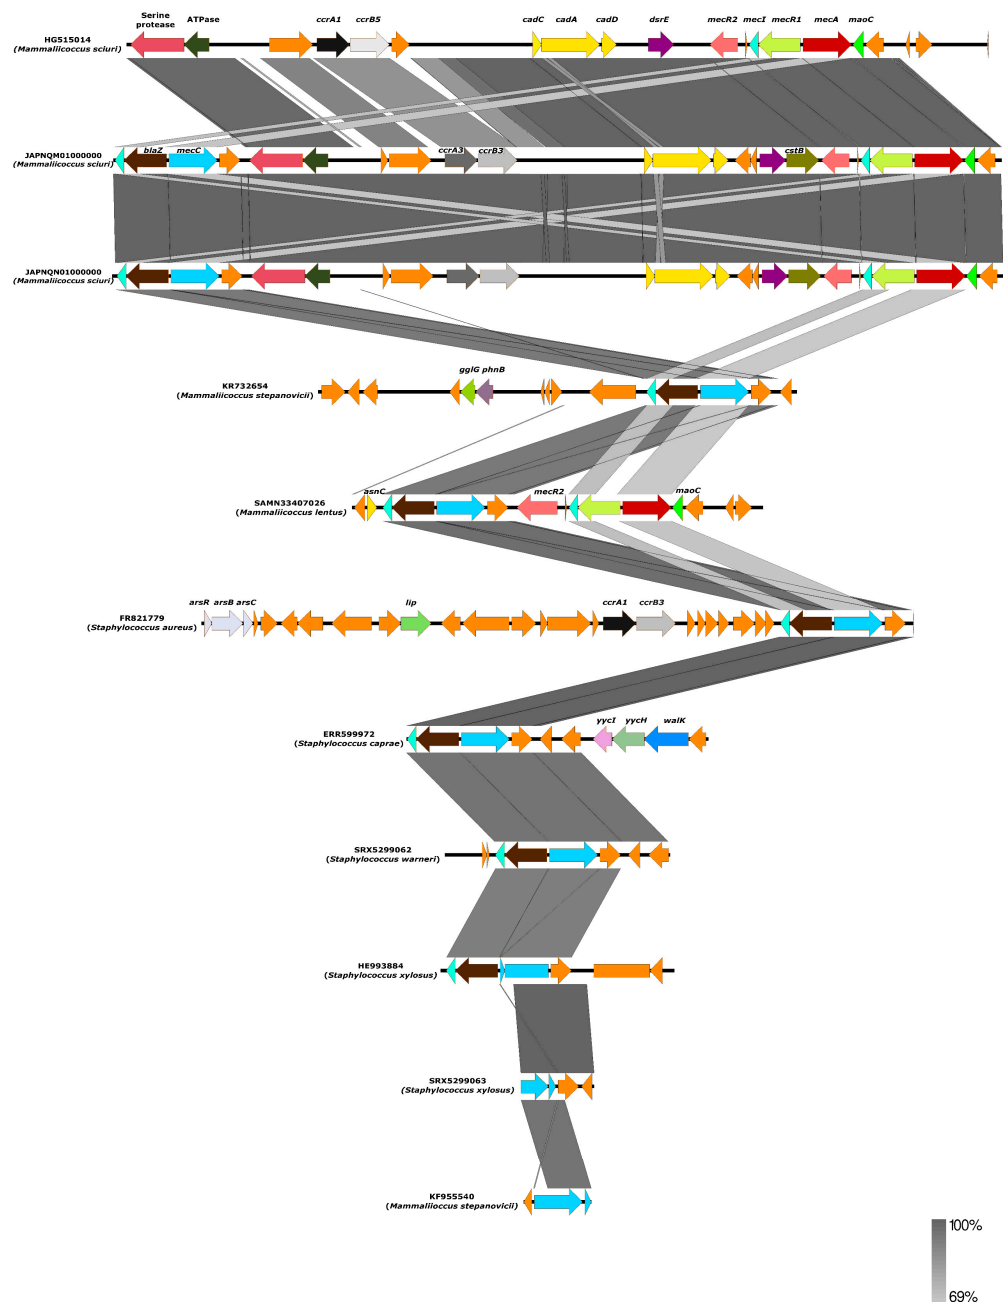 Serine
protease
ATPase
ccrA1
ccrB5
cadC
cadA
cadD
dsrE
mecR2
mecI
mecR1
mecA
maoC
HG515014
(Mammaliicoccus sciuri)
JAPNQM01000000
(Mammaliicoccus sciuri)
blaZ
mecC
ccrA3
ccrB3
cstB
JAPNQN01000000
(Mammaliicoccus sciuri)
gglG phnB
KR732654
(Mammaliicoccus stepanovicii)
asnC
mecR2
maoC
SAMN33407026
(Mammaliicoccus lentus)
arsR arsB arsC
lip
ccrA1
ccrB3
FR821779
(Staphylococcus aureus)
yycI
yycH
walK
ERR599972
(Staphylococcus caprae)
SRX5299062
(Staphylococcus warneri)
HE993884
(Staphylococcus xylosus)
SRX5299063
(Staphylococcus xylosus)
KF955540
(Mammaliioccus stepanovicii)
100%
69%